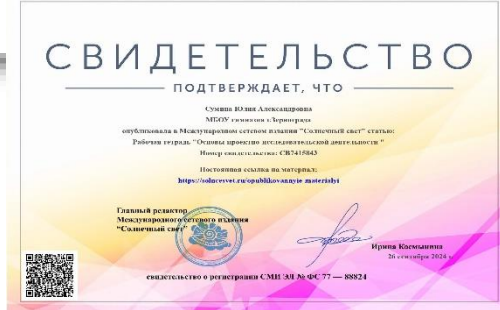 СВИДЕТЕЛЬСТВО
ПОДТВЕРЖДАЕТ, ЧТО
Сумина Юлия Александровна
МБОУ гимназия г.Зернограда
опубликовала в Международном сетевом издании "Солнечный свет" статью:
Рабочая тетрадь "Основы проектно исследовательской деятельности "
Номер свидетельства: СВ7415843
Постоянная ссылка на материал:
https://solncesvet.ru/opublikovannyie-materialyi
Главный редактор
Международного сетевого издания
"Солнечный свет"
Ирина Космынина
26 сентября 2024 г.
свидетельство о регистрации СМИ ЭЛ № ФС 77 — 88824